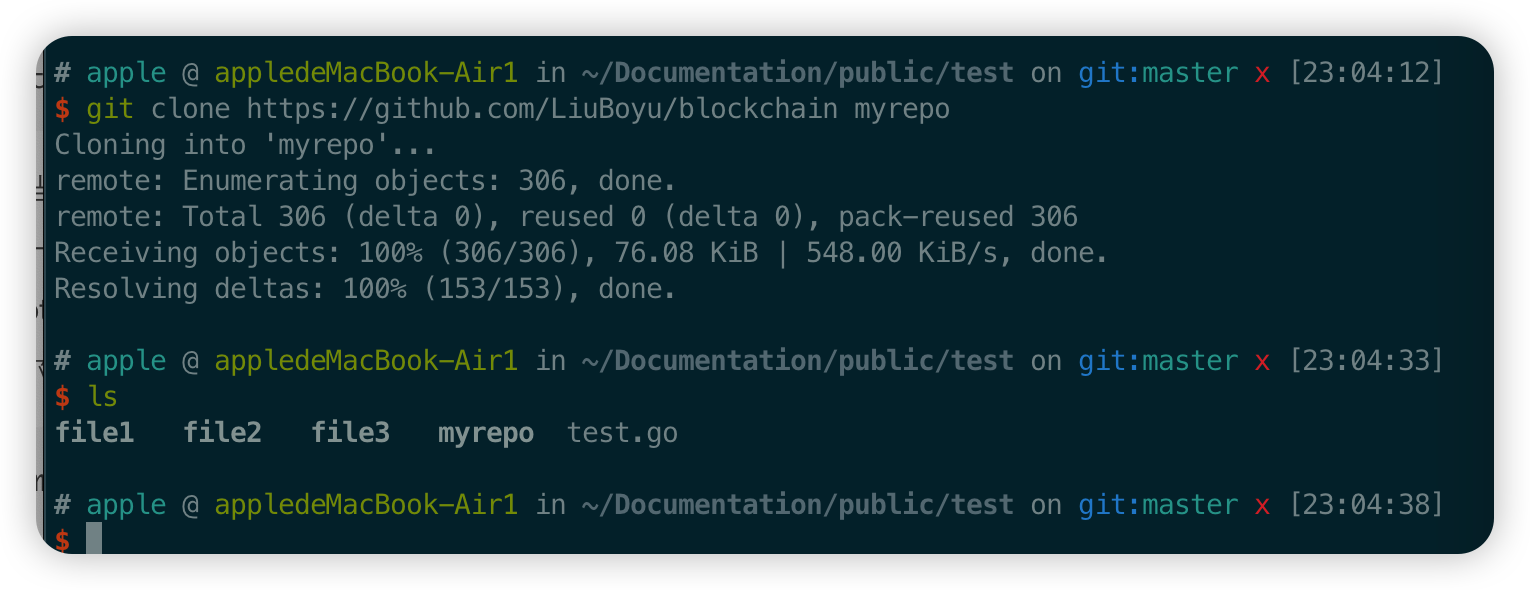 # apple @ appledeMacBook-Air1 in ~/Documentation/public/test on git:master x [23:04:12]
$ git clone https://github.com/LiuBoyu/blockchain myrepo
Cloning into 'myrepo'...
remote: Enumerating objects: 306, done.
remote: Total 306 (delta 0), reused 0 (delta 0), pack-reused 306
Receiving objects: 100% (306/306), 76.08 KiB | 548.00 KiB/s, done.
Resolving deltas: 100% (153/153), done.
# apple @ appledeMacBook-Air1 in ~/Documentation/public/test on git:master x [23:04:33]
$ ls
file1 file2 file3 myrepo test.go
# apple @ appledeMacBook-Air1 in ~/Documentation/public/test on git:master x [23:04:38]
$